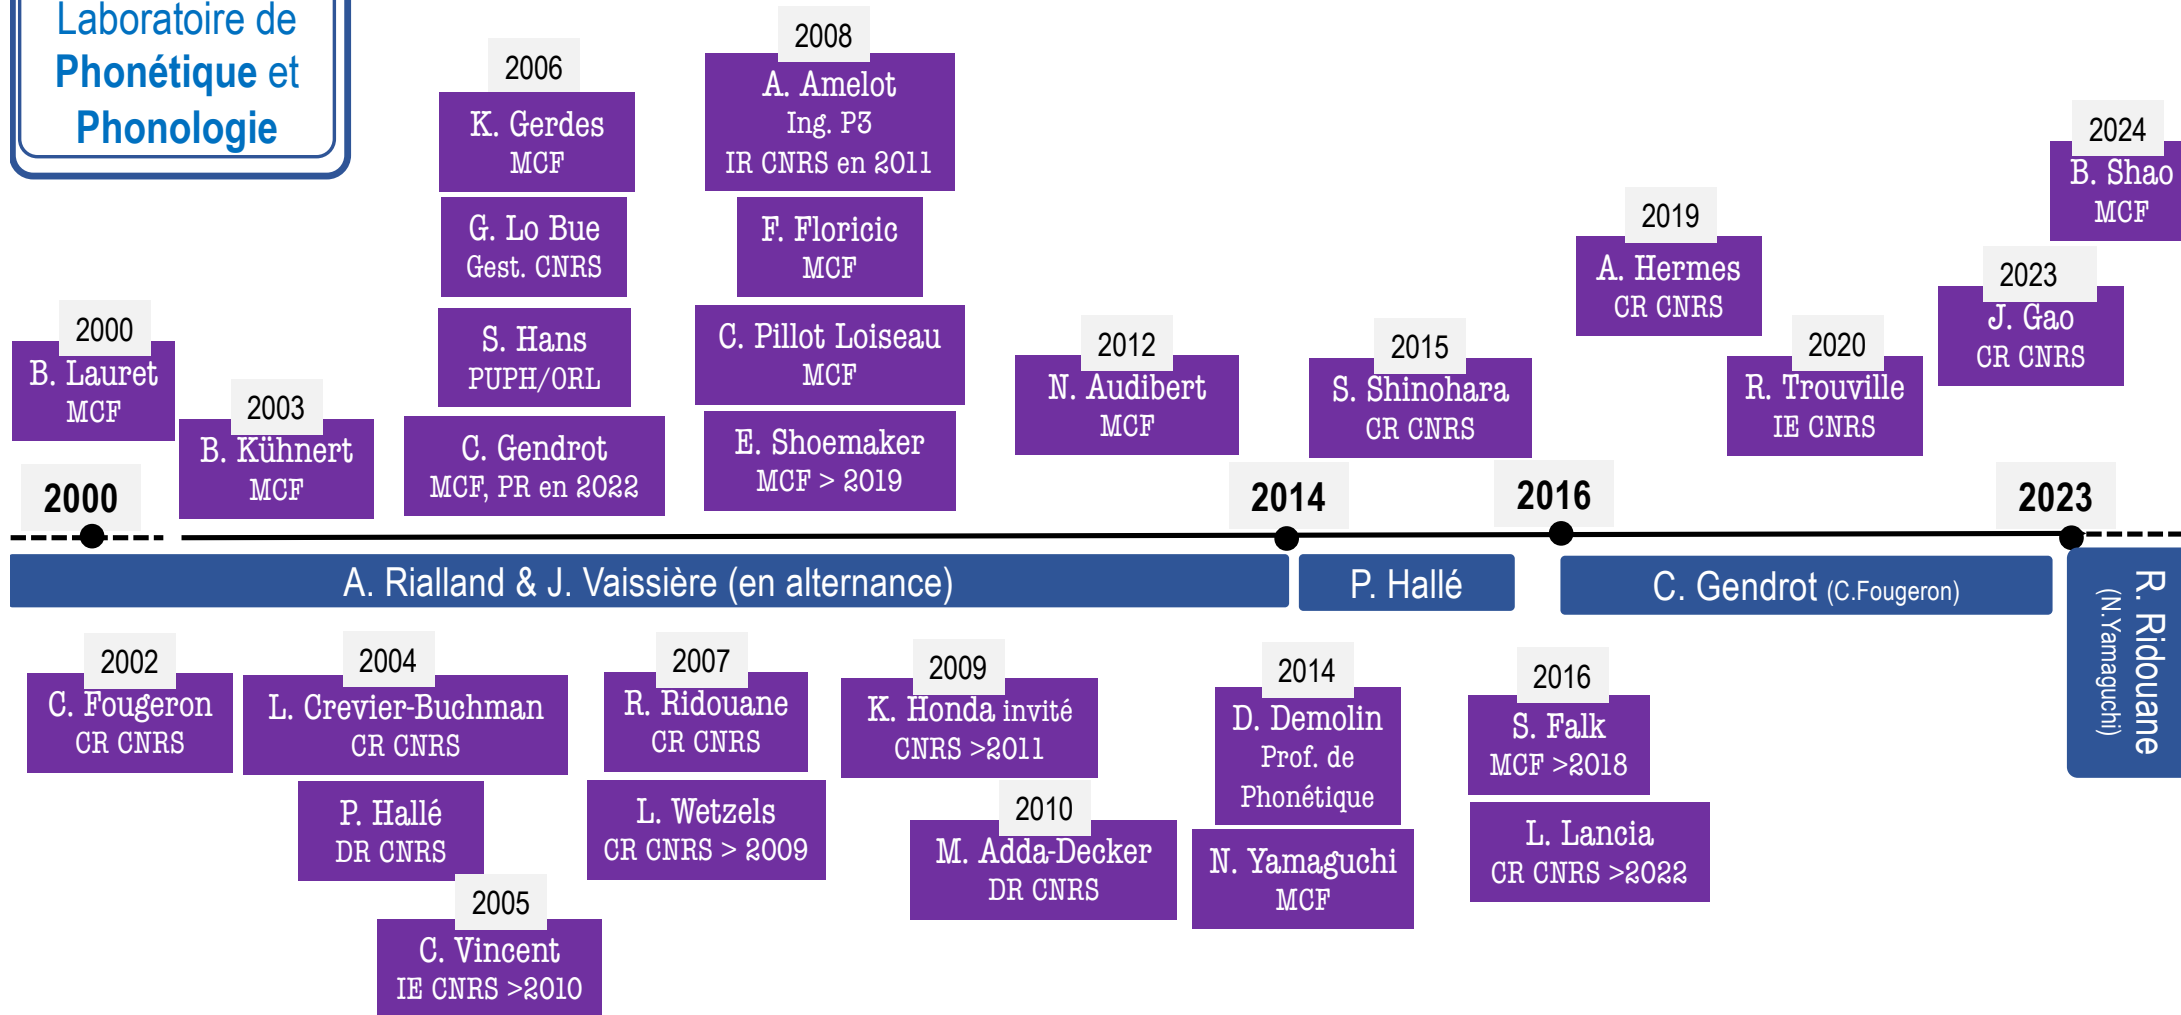 Laboratoire de
Phonétique et
Phonologie
2000
B. Lauret
MCF
2003
B. Kühnert
MCF
2006
K. Gerdes
MCF
G. Lo Bue
Gest. CNRS
S. Hans
PUPH/ORL
C. Gendrot
MCF, PR en 2022
2008
A. Amelot
Ing. P3
IR CNRS en 2011
F. Floricic
MCF
C. Pillot Loiseau
MCF
E. Shoemaker
MCF > 2019
2012
N. Audibert
MCF
2015
S. Shinohara
CR CNRS
2019
A. Hermes
CR CNRS
2020
R. Trouville
IE CNRS
2023
J. Gao
CR CNRS
2024
B. Shao
MCF
2000
2014
2016
2023
A. Rialland & J. Vaissière (en alternance)
P. Hallé
C. Gendrot (C.Fougeron)
R. Ridouane
(N.Yamaguchi)
2002
C. Fougeron
CR CNRS
2004
L. Crevier-Buchman
CR CNRS
P. Hallé
DR CNRS
2005
C. Vincent
IE CNRS >2010
2007
R. Ridouane
CR CNRS
L. Wetzels
CR CNRS > 2009
2009
K. Honda invité
CNRS >2011
2010
M. Adda-Decker
DR CNRS
2014
D. Demolin
Prof. de
Phonétique
N. Yamaguchi
MCF
2016
S. Falk
MCF >2018
L. Lancia
CR CNRS >2022